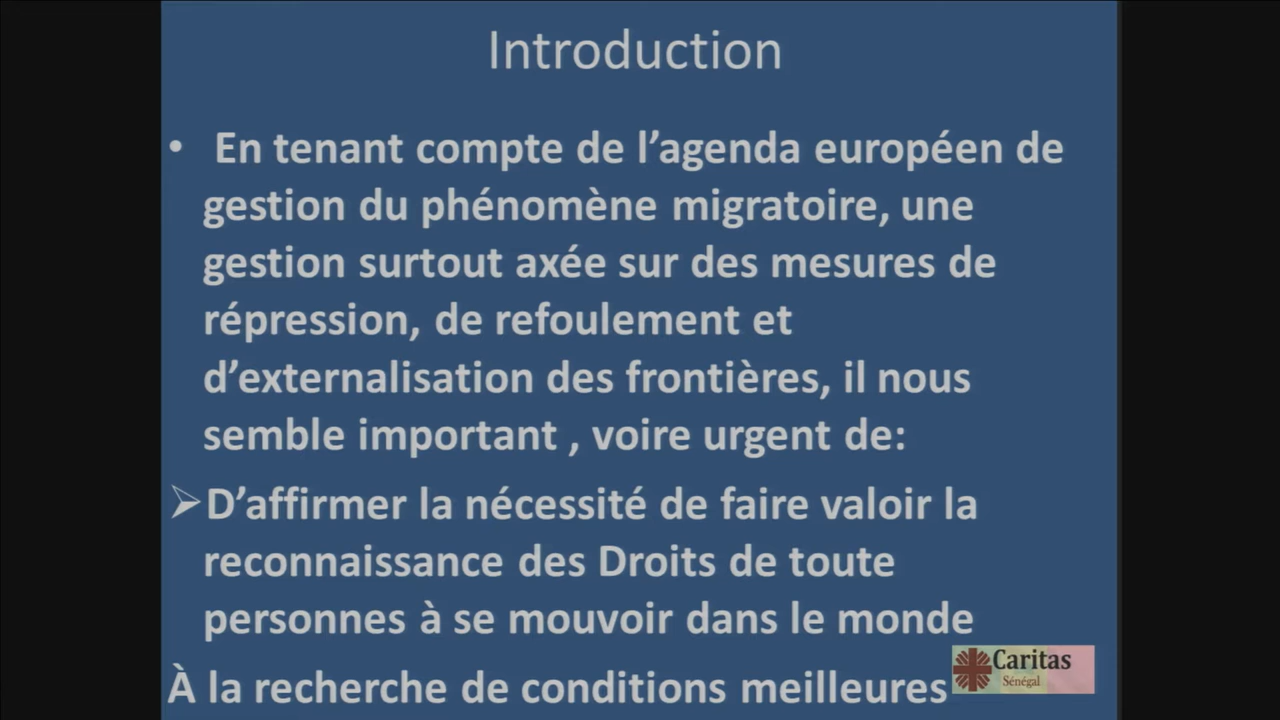 Introduction
• En tenant compte de l’agenda européen de
gestion du phénomène migratoire, une
gestion surtout axée sur des mesures de
répression, de refoulement et
d’externalisation des frontières, il nous
semble important , voire urgent de:
➢D’affirmer la nécessité de faire valoir la
reconnaissance des Droits de toute
personnes à se mouvoir dans le monde
À la recherche de conditions meilleures
Caritas
Sénégal